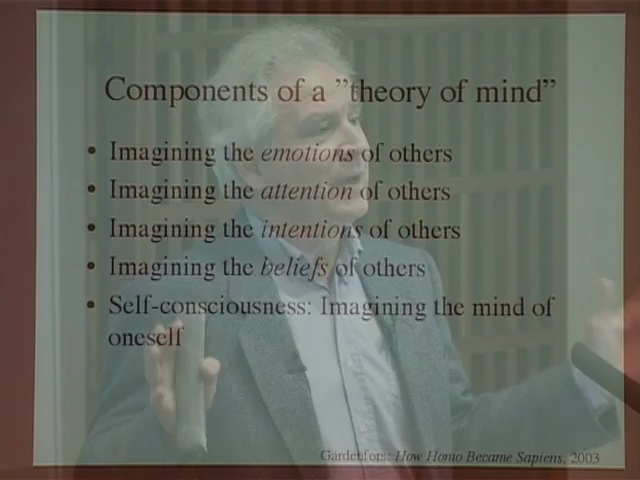 Components of a ”theory of mind”
• Imagining the emotions of others
• Imagining the attention of others
• Imagining the intentions of others
• Imagining the beliefs of others
• Self-consciousness: Imagining the mind of
oneself
Gärdenfors: How Homo Became Sapiens, 2003